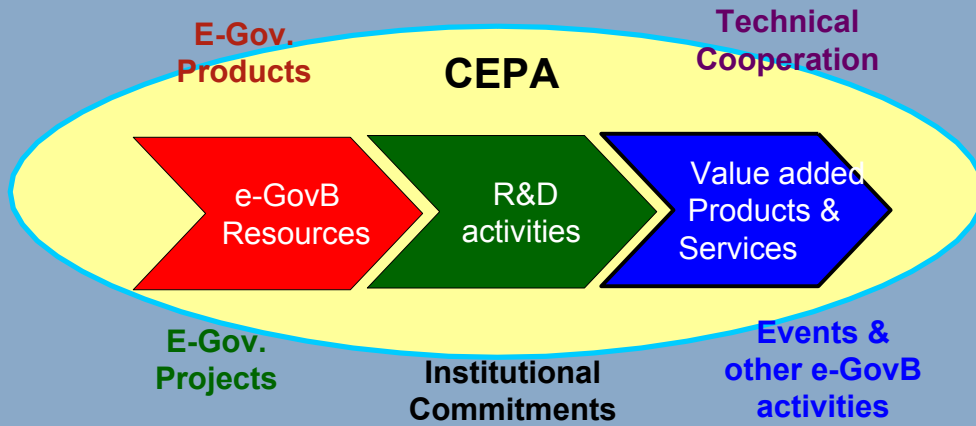 E-Gov.
Products
Technical
Cooperation
CEPA
e-GovB
Resources
R&D
activities
Value added
Products &
Services
E-Gov.
Projects
Institutional
Commitments
Events &
other e-GovB
activities